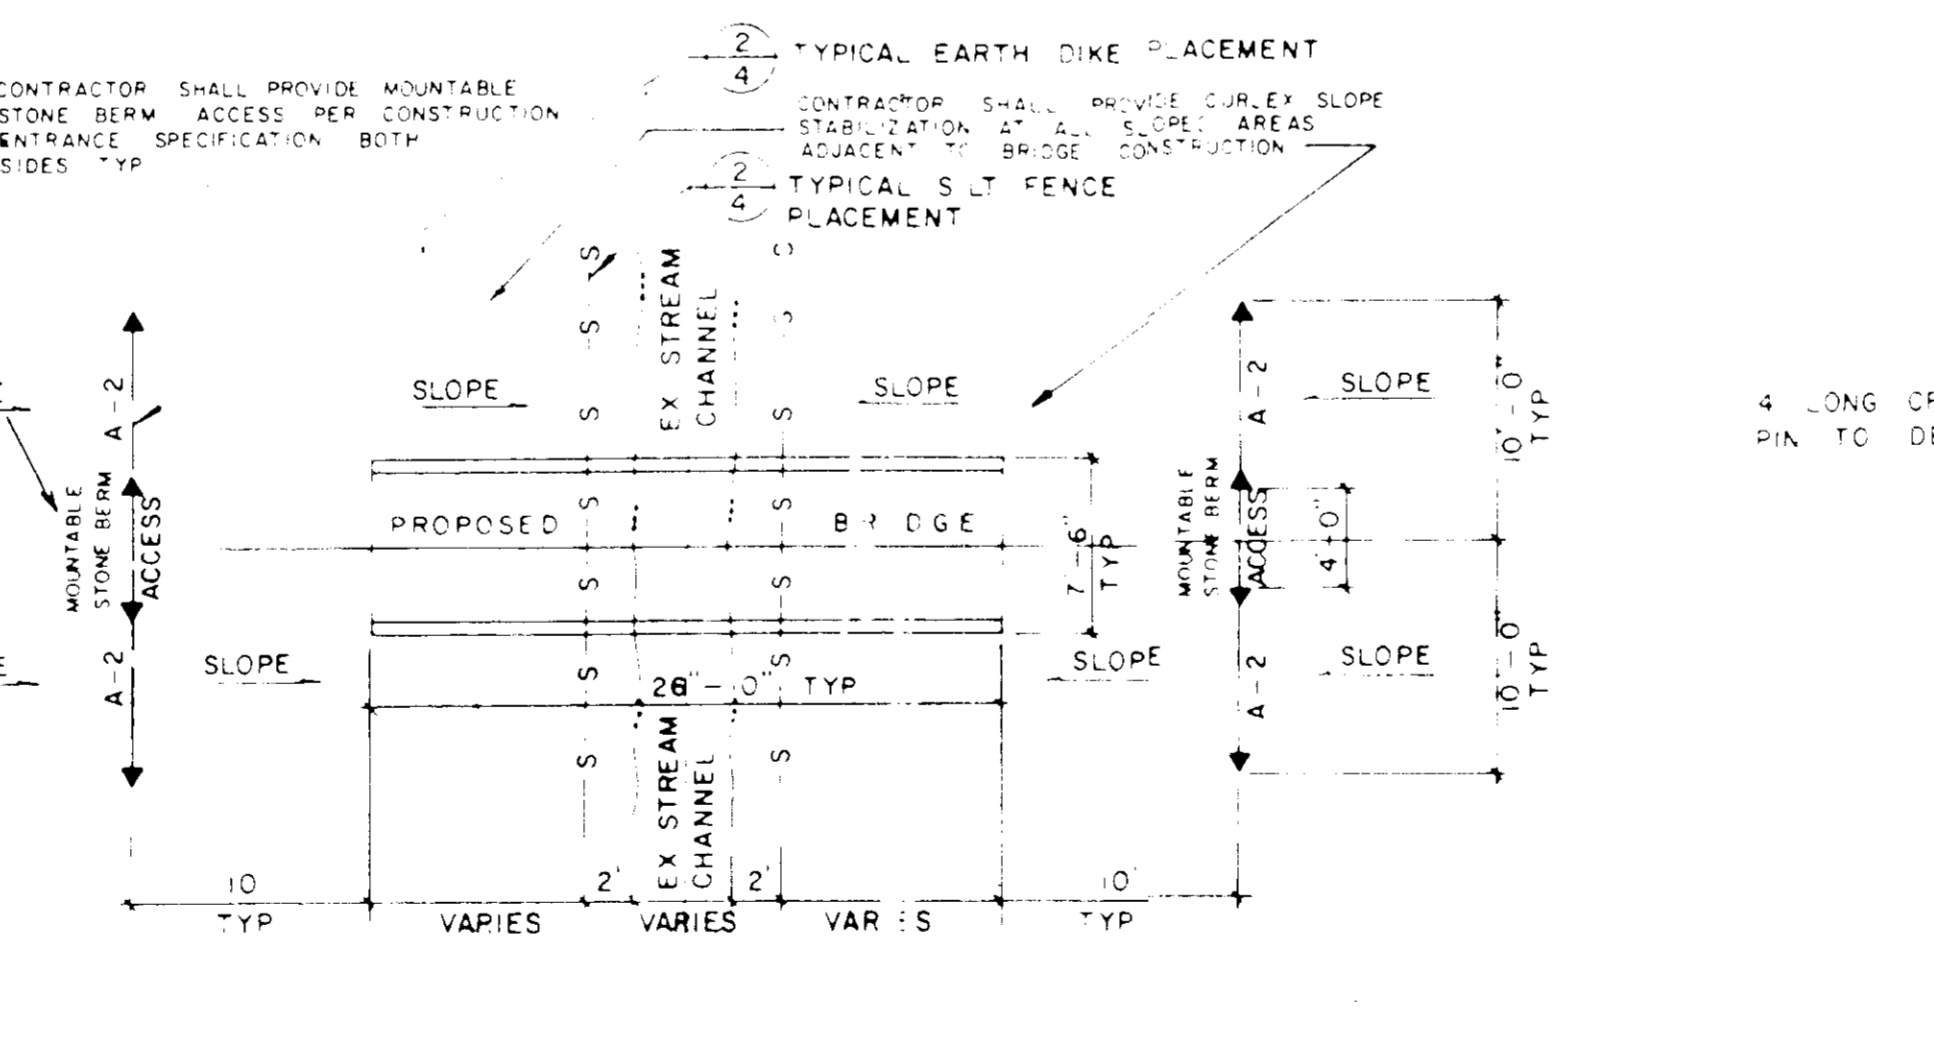 CONTRACTOR SHALL PROVIDE MOUNTABLE
STONE BERM ACCESS PER CONSTRUCTION
ENTRANCE SPECIFICATION BOTH
SIDES TYP
2
4
TYPICAL EARTH DIKE PLACEMENT
CONTRACTOR SHALL PROVIDE CURLEX SLOPE
STABILIZATION AT ALL SLOPED AREAS
ADJACENT TO BRIDGE CONSTRUCTION
2
4
TYPICAL SILT FENCE
PLACEMENT
S
S
S
S
S
S
S
S
S
S
S
S
EX STREAM
CHANNEL
SLOPE
SLOPE
SLOPE
A-2
A-2
10'-0"
TYP
4 LONG
PIN TO
MOUNTABLE
STONE BERM
ACCESS
PROPOSED BRIDGE
7'-6"
TYP
MOUNTABLE
STONE BERM
ACCESS
4'-0"
A-2
SLOPE
SLOPE
A-2
SLOPE
10'-0"
TYP
-0" TYP
EX STREAM
CHANNEL
10
TYP
VARIES
2'
VARIES
2'
VARIES
10'
TYP